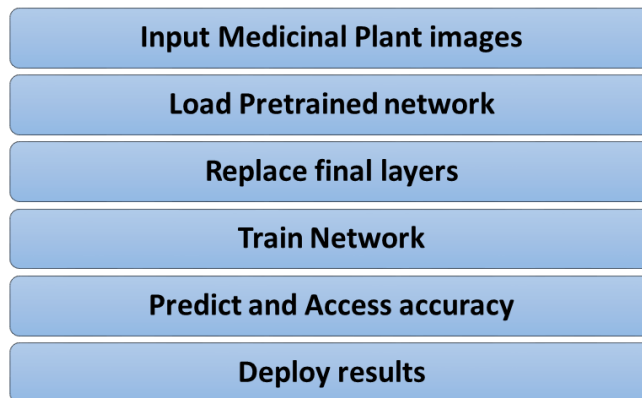 Input Medicinal Plant images
Load Pretrained network
Replace final layers
Train Network
Predict and Access accuracy
Deploy results